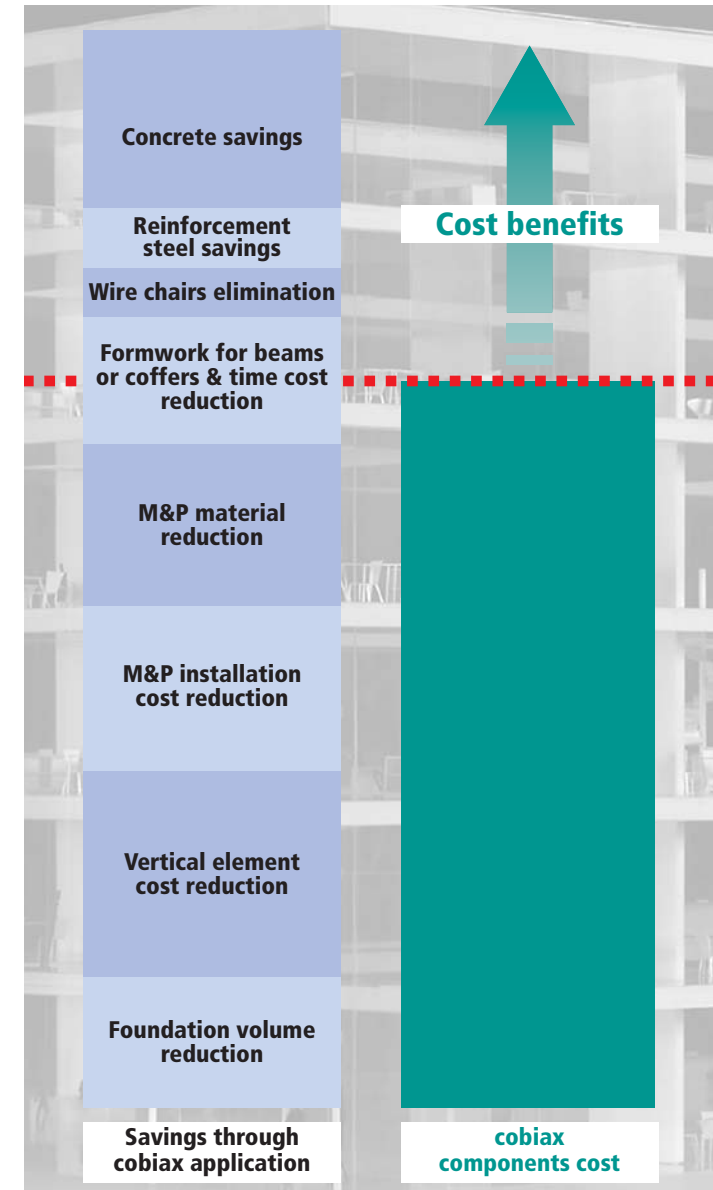 Concrete savings
Reinforcement
steel savings
Cost benefits
Wire chairs elimination
Formwork for beams
or coffers & time cost
reduction
M&P material
reduction
M&P installation
cost reduction
Vertical element
cost reduction
Foundation volume
reduction
Savings through
cobiax application
cobiax
components cost